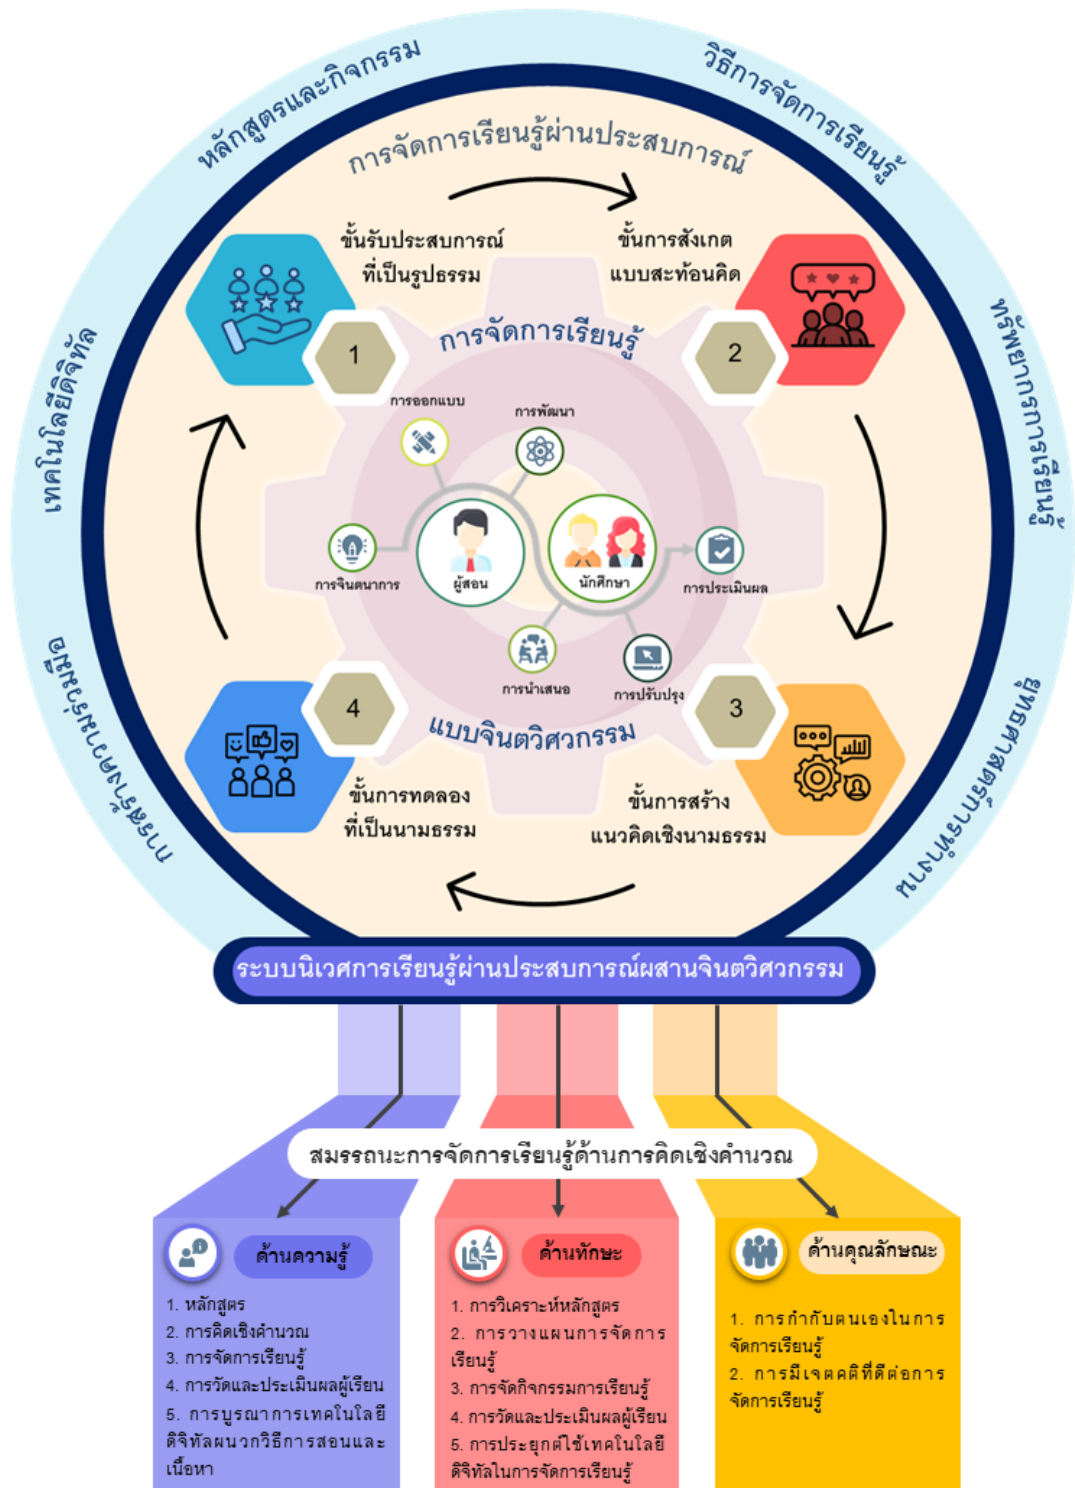 หลักสูตรและกิจกรรม
วิธีการจัดการเรียนรู้
เทคโนโลยีดิจิทัล
ทรัพยากรการเรียนรู้
การสร้างความร่วมมือ
ยุทธศาสตร์การทำงาน
การจัดการเรียนรู้ผ่านประสบการณ์
ขั้นรับประสบการณ์
ที่เป็นรูปธรรม
ขั้นการสังเกต
แบบสะท้อนคิด
1
2
การจัดการเรียนรู้
การออกแบบ
การพัฒนา
การจินตนาการ
ผู้สอน
นักศึกษา
การประเมินผล
การนำเสนอ
การปรับปรุง
4
3
แบบจินตวิศวกรรม
ขั้นการทดลอง
ที่เป็นนามธรรม
ขั้นการสร้าง
แนวคิดเชิงนามธรรม
ระบบนิเวศการเรียนรู้ผ่านประสบการณ์ผสานจินตวิศวกรรม
สมรรถนะการจัดการเรียนรู้ด้านการคิดเชิงคำนวณ
ด้านความรู้
1. หลักสูตร
2. การคิดเชิงคำนวณ
3. การจัดการเรียนรู้
4. การวัดและประเมินผลผู้เรียน
5. การบูรณาการเทคโนโลยี
ดิจิทัลผนวกวิธีการสอนและ
เนื้อหา
ด้านทักษะ
1. การวิเคราะห์หลักสูตร
2. การวางแผนการจัดการ
เรียนรู้
3. การจัดกิจกรรมการเรียนรู้
4. การวัดและประเมินผลผู้เรียน
5. การประยุกต์ใช้เทคโนโลยี
ดิจิทัลในการจัดการเรียนรู้
ด้านคุณลักษณะ
1. การกำกับตนเองในการ
จัดการเรียนรู้
2. การมีเจตคติที่ดีต่อการ
จัดการเรียนรู้